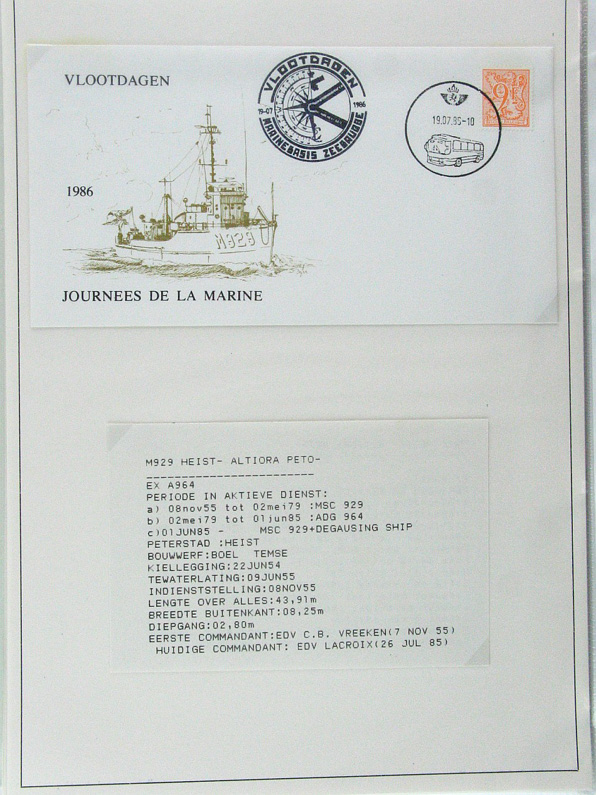 VLOOTDAGEN
VLOOTDAGEN
19-07
1986
MARINEBASIS ZEEBRUGGE
19.07.86-10
9F
1986
M929
JOURNEES DE LA MARINE
M929 HEIST- ALTIORA PETO-
-------------------------
EX A964
PERIODE IN AKTIEVE DIENST:
a) 08nov55 tot 02mei79 :MSC 929
b) 02mei79 tot 01jun85 :ADG 964
c)01JUN85 - MSC 929+DEGAUSING SHIP
PETERSTAD :HEIST
BOUWWERF:BOEL TEMSE
KIELLEGGING:22JUN54
TEWATERLATING:09JUN55
INDIENSTSTELLING:08NOV55
LENGTE OVER ALLES:43,91m
BREEDTE BUITENKANT:08,25m
DIEPGANG:02,80m
EERSTE COMMANDANT:EDV C.B. VREEKEN(7 NOV 55)
HUIDIGE COMMANDANT: EDV LACROIX(26 JUL 85)